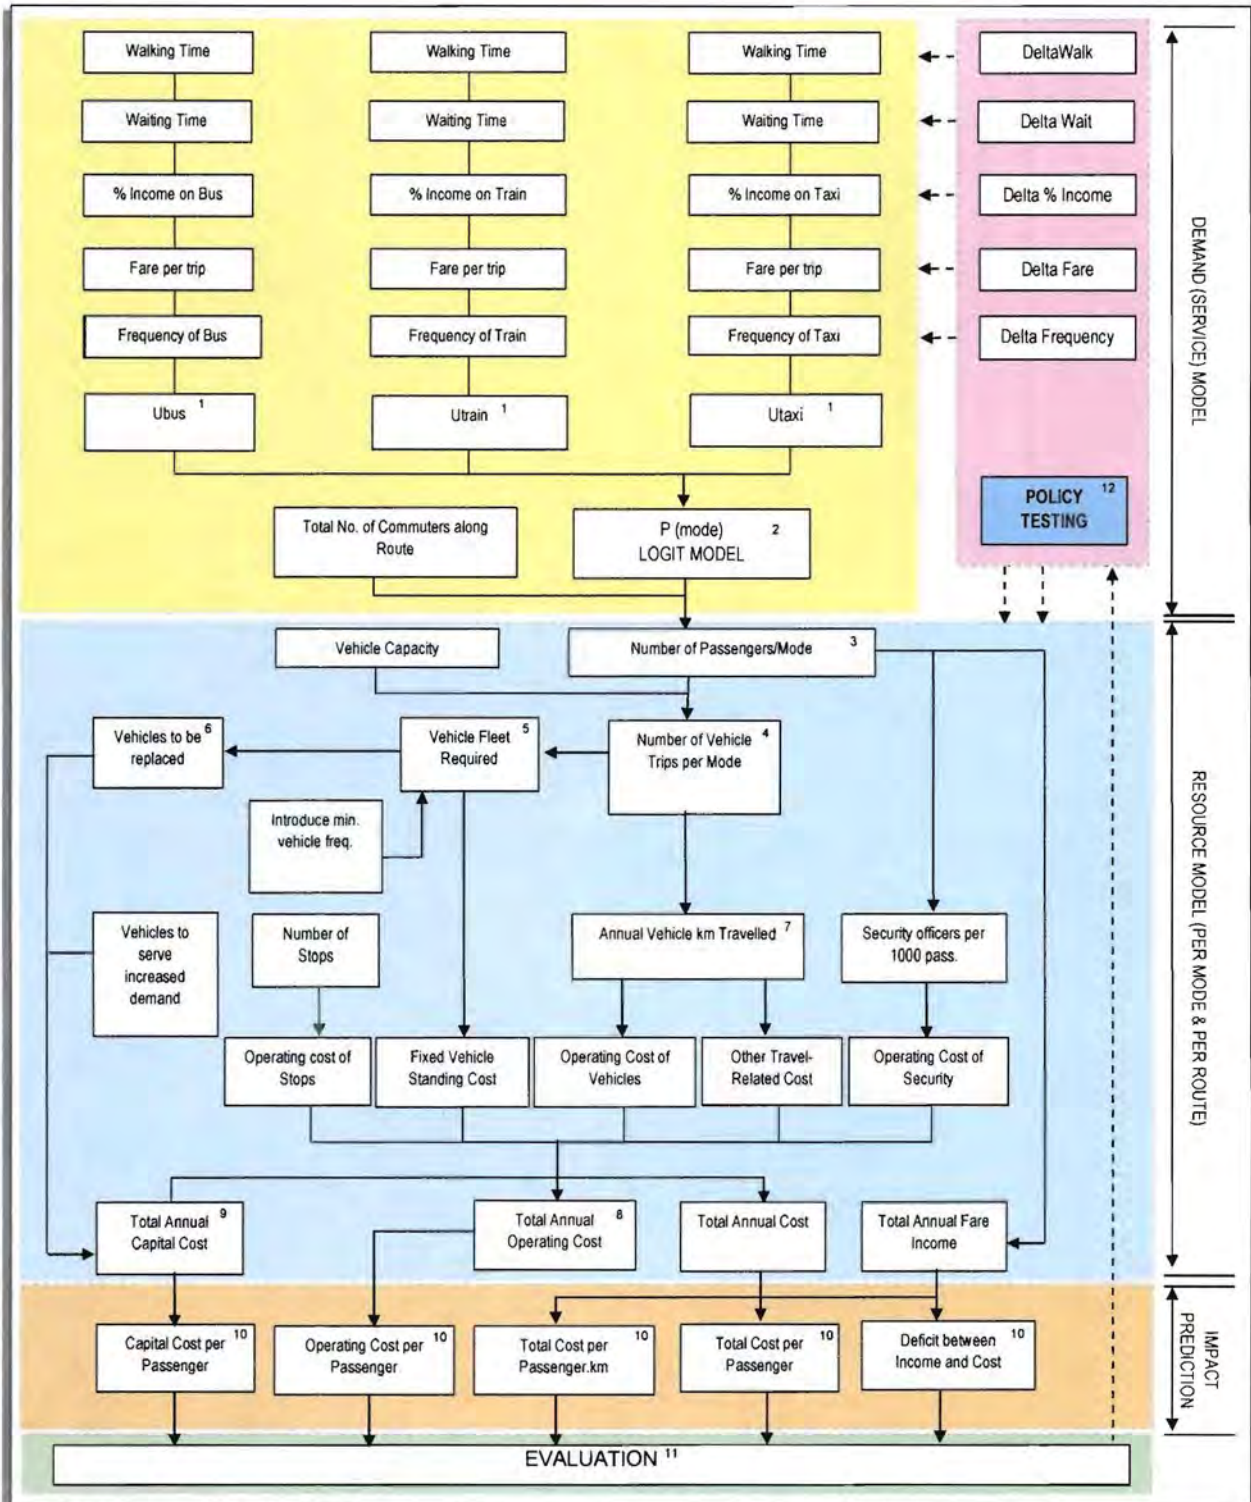 Walking Time
Walking Time
Walking Time
DeltaWalk
Waiting Time
Waiting Time
Waiting Time
Delta Wait
% Income on Bus
% Income on Train
% Income on Taxi
Delta % Income
Fare per trip
Fare per trip
Fare per trip
Delta Fare
Frequency of Bus
Frequency of Train
Frequency of Taxi
Delta Frequency
Ubus 1
Utrain 1
Utaxi 1
DEMAND (SERVICE) MODEL
POLICY 12
TESTING
Total No. of Commuters along
Route
P (mode) 2
LOGIT MODEL
Vehicle Capacity
Number of Passengers/Mode 3
Vehicles to be 6
replaced
Vehicle Fleet 5
Required
Number of Vehicle 4
Trips per Mode
Introduce min.
vehicle freq.
Vehicles to
serve
increased
demand
Number of
Stops
Annual Vehicle km Travelled 7
Security officers per
1000 pass.
Operating cost of
Stops
Fixed Vehicle
Standing Cost
Operating Cost of
Vehicles
Other Travel-
Related Cost
Operating Cost of
Security
RESOURCE MODEL (PER MODE & PER ROUTE)
Total Annual 9
Capital Cost
Total Annual 8
Operating Cost
Total Annual Cost
Total Annual Fare
Income
Capital Cost per 10
Passenger
Operating Cost per 10
Passenger
Total Cost per 10
Passenger.km
Total Cost per 10
Passenger
Deficit between 10
Income and Cost
IMPACT
PREDICTION
EVALUATION 11